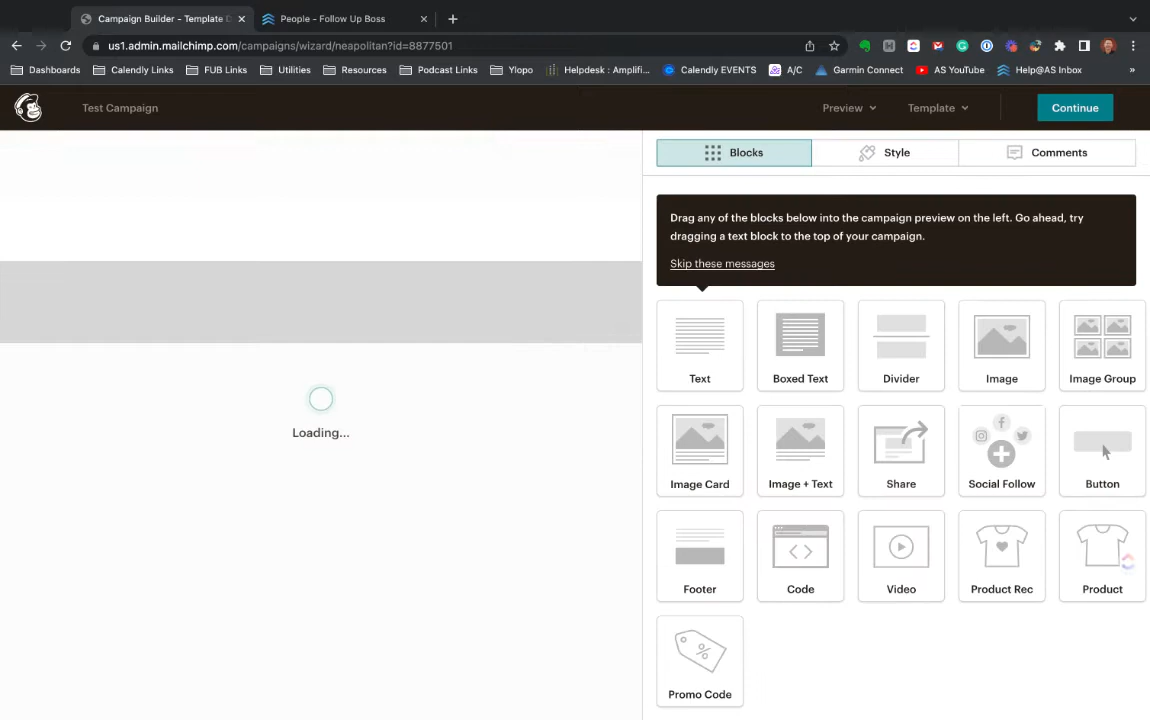 Campaign Builder - Template D
People - Follow Up Boss
us1.admin.mailchimp.com/campaigns/wizard/neapolitan?id=8877501
Dashboards
Calendly Links
FUB Links
Utilities
Resources
Podcast Links
Ylopo
Helpdesk : Amplifi...
Calendly EVENTS
A/C
Garmin Connect
AS YouTube
Help@AS Inbox
»
Test Campaign
Preview
Template
Continue
Blocks
Style
Comments
Drag any of the blocks below into the campaign preview on the left. Go ahead, try
dragging a text block to the top of your campaign.
Skip these messages
Text
Boxed Text
Divider
Image
Image Group
Loading...
Image Card
Image + Text
Share
Social Follow
Button
Footer
Code
Video
Product Rec
Product
Promo Code